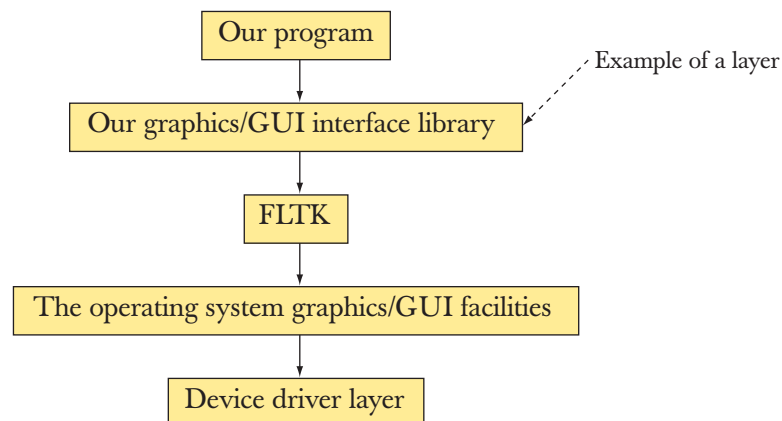 Our program
Example of a layer
Our graphics/GUI interface library
FLTK
The operating system graphics/GUI facilities
Device driver layer